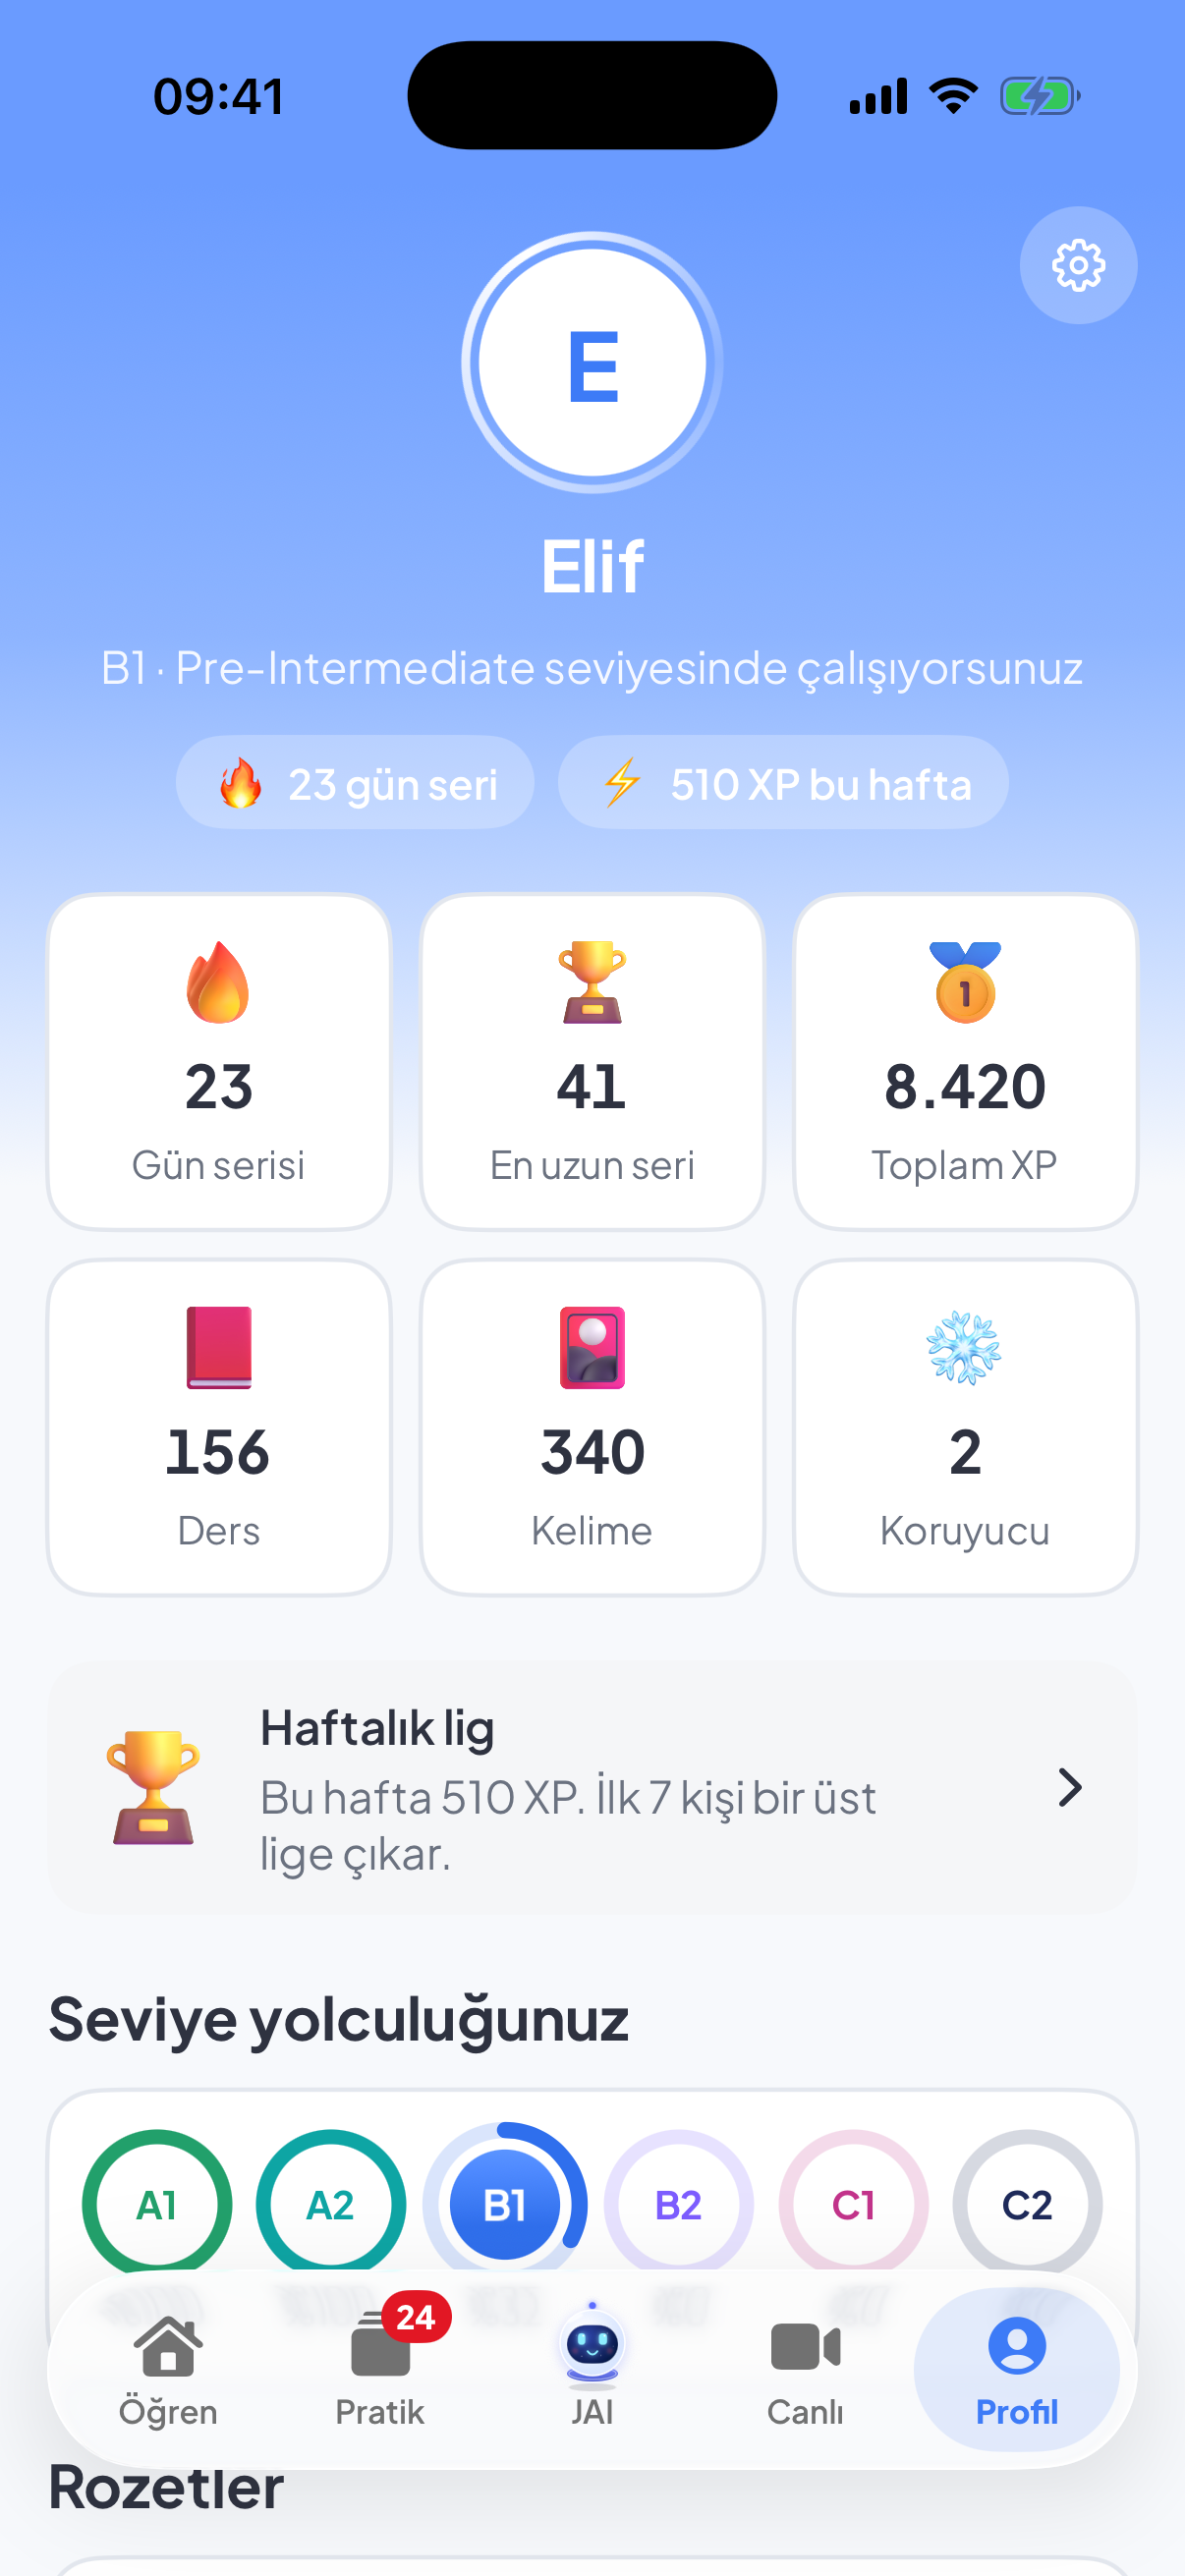 09:41
E
Elif
B1 · Pre-Intermediate seviyesinde çalışıyorsunuz
23 gün seri
510 XP bu hafta
1
23
41
8.420
Gün serisi
En uzun seri
Toplam XP
156
340
2
Ders
Kelime
Koruyucu
Haftalık lig
Bu hafta 510 XP. İlk 7 kişi bir üst
lige çıkar.
Seviye yolculuğunuz
A1
A2
B1
B2
C1
C2
24
Öğren
Pratik
JAI
Canlı
Profil
Rozetler